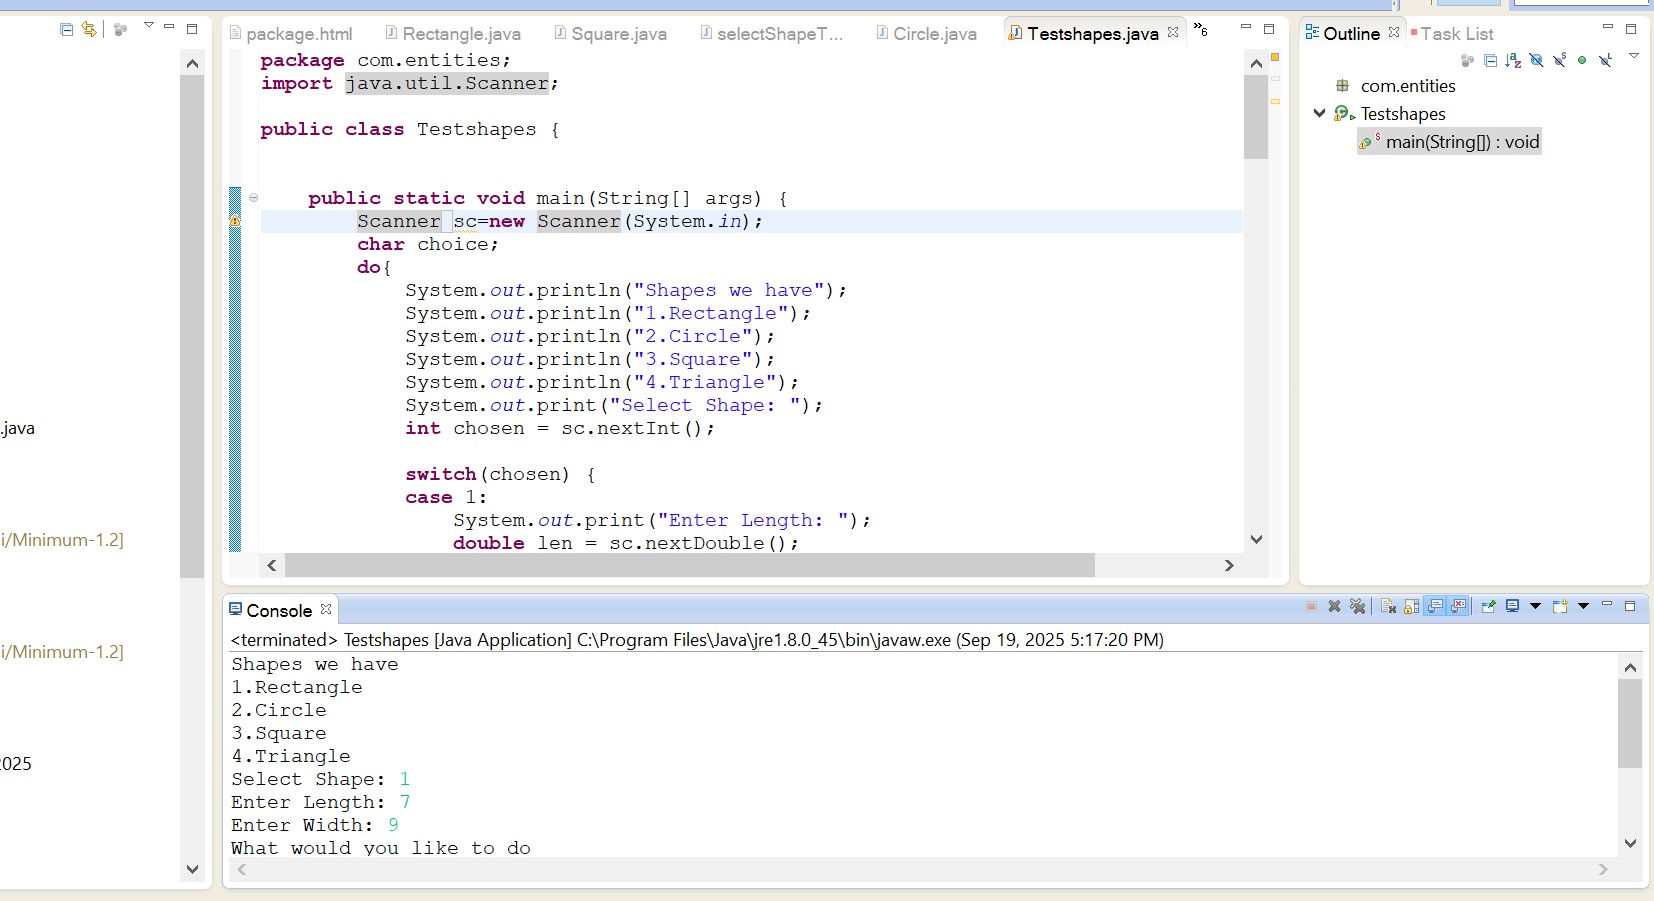 .java
i/Minimum-1.2]
i/Minimum-1.2]
2025
package.html Rectangle.java Square.java selectShapeT... Circle.java Testshapes.java »6
package com.entities;
import java.util.Scanner;
public class Testshapes {
public static void main(String[] args) {
Scanner sc=new Scanner(System.in);
char choice;
do{
System.out.println("Shapes we have");
System.out.println("1.Rectangle");
System.out.println("2.Circle");
System.out.println("3.Square");
System.out.println("4.Triangle");
System.out.print("Select Shape: ");
int chosen = sc.nextInt();
switch(chosen) {
case 1:
System.out.print("Enter Length: ");
double len = sc.nextDouble();
Outline Task List
com.entities
Testshapes
main(String[]) : void
Console
<terminated> Testshapes [Java Application] C:\Program Files\Java\jre1.8.0_45\bin\javaw.exe (Sep 19, 2025 5:17:20 PM)
Shapes we have
1.Rectangle
2.Circle
3.Square
4.Triangle
Select Shape: 1
Enter Length: 7
Enter Width: 9
What would you like to do